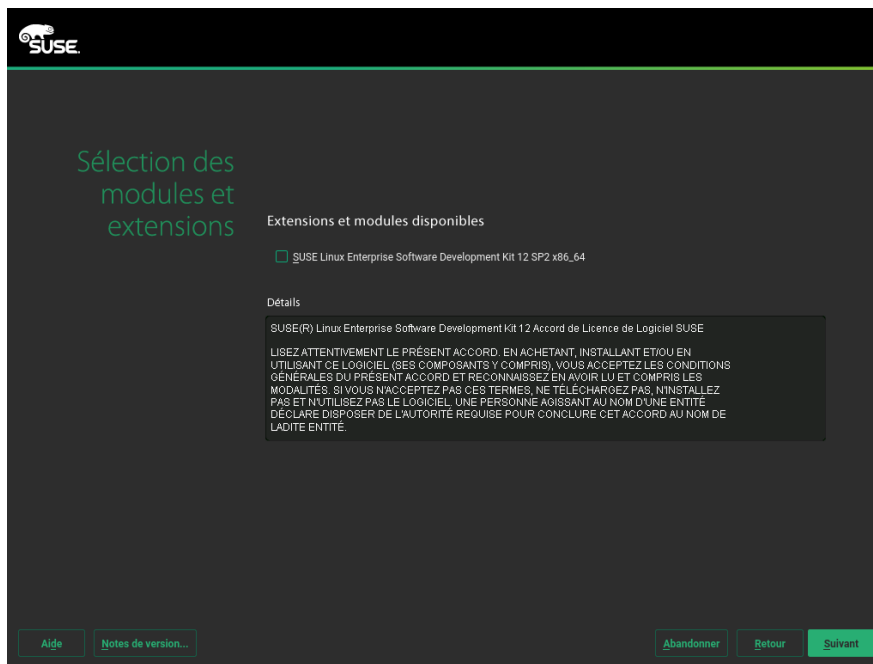 SUSE.
Sélection des
modules et
extensions
Extensions et modules disponibles
SUSE Linux Enterprise Software Development Kit 12 SP2 x86_64
Détails
SUSE(R) Linux Enterprise Software Development Kit 12 Accord de Licence de Logiciel SUSE
LISEZ ATTENTIVEMENT LE PRÉSENT ACCORD. EN ACHETANT, INSTALLANT ET/OU EN
UTILISANT CE LOGICIEL (SES COMPOSANTS Y COMPRIS), VOUS ACCEPTEZ LES CONDITIONS
GÉNÉRALES DU PRÉSENT ACCORD ET RECONNAISSEZ EN AVOIR LU ET COMPRIS LES
MODALITÉS. SI VOUS N'ACCEPTEZ PAS CES TERMES, NE TÉLÉCHARGEZ PAS, N'INSTALLEZ
PAS ET N'UTILISEZ PAS LE LOGICIEL. UNE PERSONNE AGISSANT AU NOM D'UNE ENTITÉ
DÉCLARE DISPOSER DE L'AUTORITÉ REQUISE POUR CONCLURE CET ACCORD AU NOM DE
LADITE ENTITÉ.
Aide
Notes de version...
Abandonner
Retour
Suivant